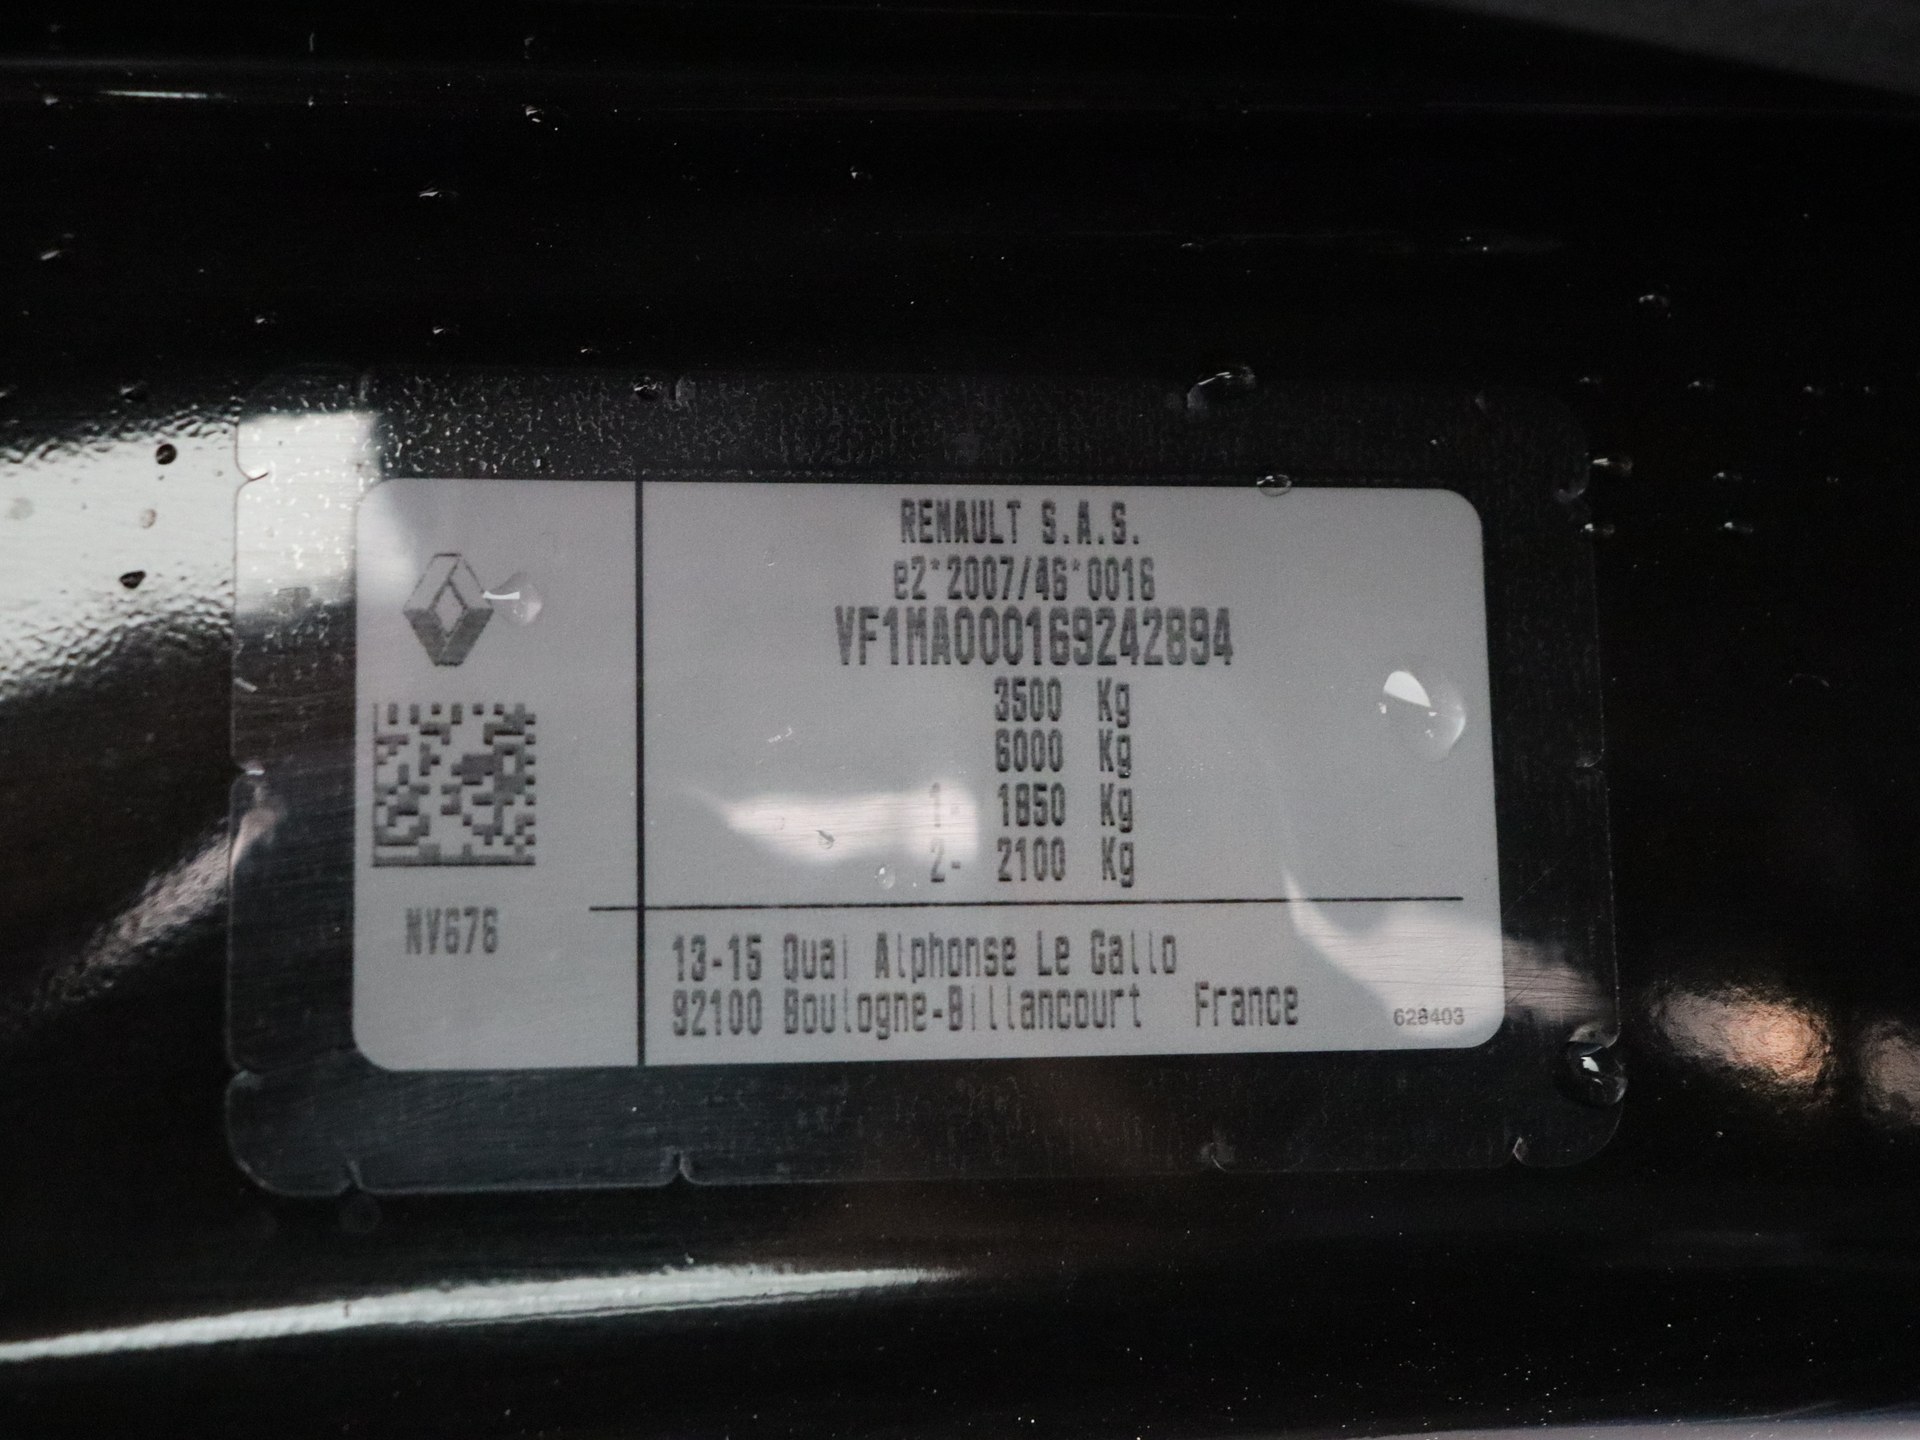 RENAULT S.A.S.
e2*2007/46*0016
VF1MA000169242894
3500 Kg
6000 Kg
1- 1850 Kg
2- 2100 Kg
NV676
13-15 Quai Alphonse Le Gallo
92100 Boulogne-Billancourt France
628403